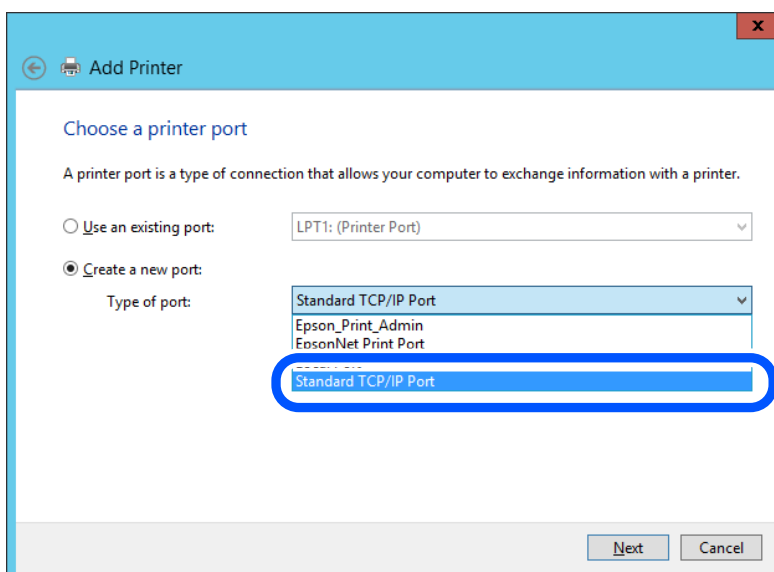 x
Add Printer
Choose a printer port
A printer port is a type of connection that allows your computer to exchange information with a printer.
Use an existing port: LPT1: (Printer Port)
Create a new port:
Type of port: Standard TCP/IP Port
Epson_Print_Admin
EpsonNet Print Port
Standard TCP/IP Port
Next Cancel